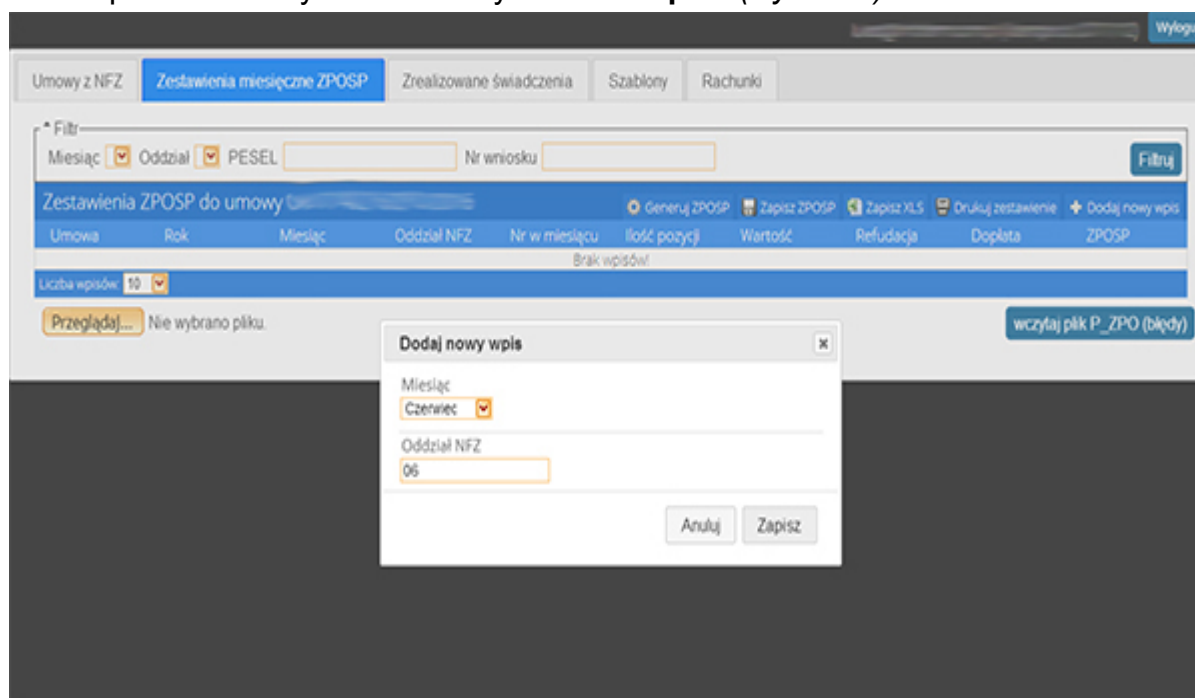 Wylogu
Umowy z NFZ Zestawienia miesięczne ZPOSP Zrealizowane świadczenia Szablony Rachunki
Filtr
Miesiąc Oddział PESEL Nr wniosku Filtruj
Zestawienia ZPOSP do umowy Generuj ZPOSP Zapisz ZPOSP Zapisz XLS Drukuj zestawienie Dodaj nowy wpis
Umowa Rok Miesiąc Oddział NFZ Nr w miesiącu Ilość pozycji Wartość Refudacja Dopłata ZPOSP
Brak wpisów!
Liczba wpisów: 10
Przeglądaj... Nie wybrano pliku. wczytaj plik P_ZPO (błędy)
Dodaj nowy wpis
Miesiąc
Czerwiec
Oddział NFZ
06
Anuluj Zapisz